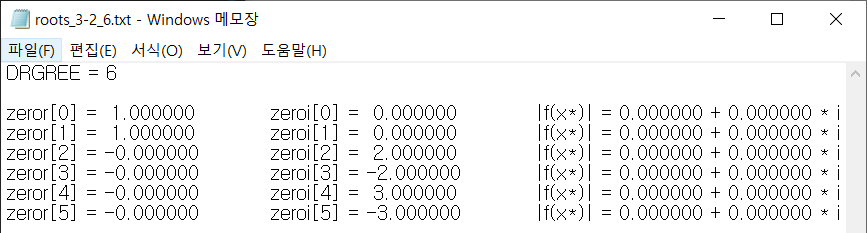 roots_3-2_6.txt - Windows 메모장
파일(F) 편집(E) 서식(O) 보기(V) 도움말(H)
DRGREE = 6
zeror[0] = 1.000000 zeroi[0] = 0.000000 |f(x*)| = 0.000000 + 0.000000 * i
zeror[1] = 1.000000 zeroi[1] = 0.000000 |f(x*)| = 0.000000 + 0.000000 * i
zeror[2] = -0.000000 zeroi[2] = 2.000000 |f(x*)| = 0.000000 + 0.000000 * i
zeror[3] = -0.000000 zeroi[3] = -2.000000 |f(x*)| = 0.000000 + 0.000000 * i
zeror[4] = -0.000000 zeroi[4] = 3.000000 |f(x*)| = 0.000000 + 0.000000 * i
zeror[5] = -0.000000 zeroi[5] = -3.000000 |f(x*)| = 0.000000 + 0.000000 * i